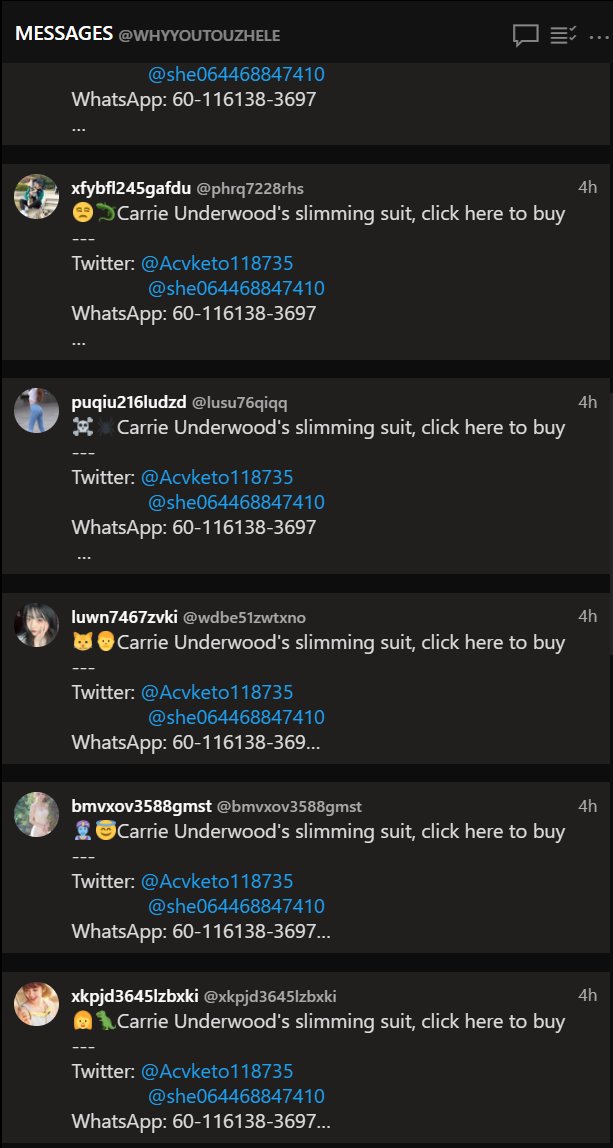 MESSAGES @WHYYOUTOUZHELE
@she064468847410
WhatsApp: 60-116138-3697
...
xfybfl245gafdu @phrq7228rhs 4h
😒🦎Carrie Underwood's slimming suit, click here to buy
---
Twitter: @Acvketo118735
@she064468847410
WhatsApp: 60-116138-3697
...
puqiu216ludzd @lusu76qiqq 4h
☠️🕷️Carrie Underwood's slimming suit, click here to buy
---
Twitter: @Acvketo118735
@she064468847410
WhatsApp: 60-116138-3697
...
luwn7467zvki @wdbe51zwtxno 4h
🐱👨Carrie Underwood's slimming suit, click here to buy
---
Twitter: @Acvketo118735
@she064468847410
WhatsApp: 60-116138-369...
bmvxov3588gmst @bmvxov3588gmst 4h
🧞‍♀️😇Carrie Underwood's slimming suit, click here to buy
---
Twitter: @Acvketo118735
@she064468847410
WhatsApp: 60-116138-3697...
xkpjd3645lzbxki @xkpjd3645lzbxki 4h
👩🦖Carrie Underwood's slimming suit, click here to buy
---
Twitter: @Acvketo118735
@she064468847410
WhatsApp: 60-116138-3697...